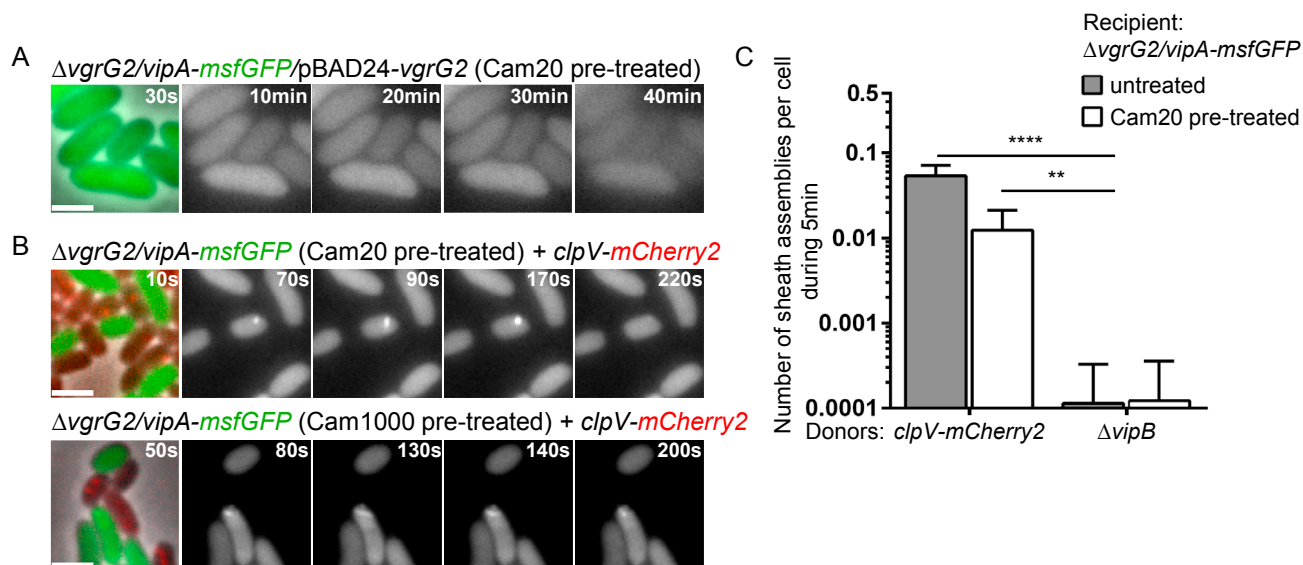 A
ΔvgrG2/vipA-msfGFP/pBAD24-vgrG2 (Cam20 pre-treated)
30s 10min 20min 30min 40min
B
ΔvgrG2/vipA-msfGFP (Cam20 pre-treated) + clpV-mCherry2
10s 70s 90s 170s 220s
ΔvgrG2/vipA-msfGFP (Cam1000 pre-treated) + clpV-mCherry2
50s 80s 130s 140s 200s
C
Recipient:
ΔvgrG2/vipA-msfGFP
untreated
Cam20 pre-treated
Number of sheath assemblies per cell
during 5min
0.5
0.1
0.01
0.001
0.0001
****
**
Donors: clpV-mCherry2 ΔvipB